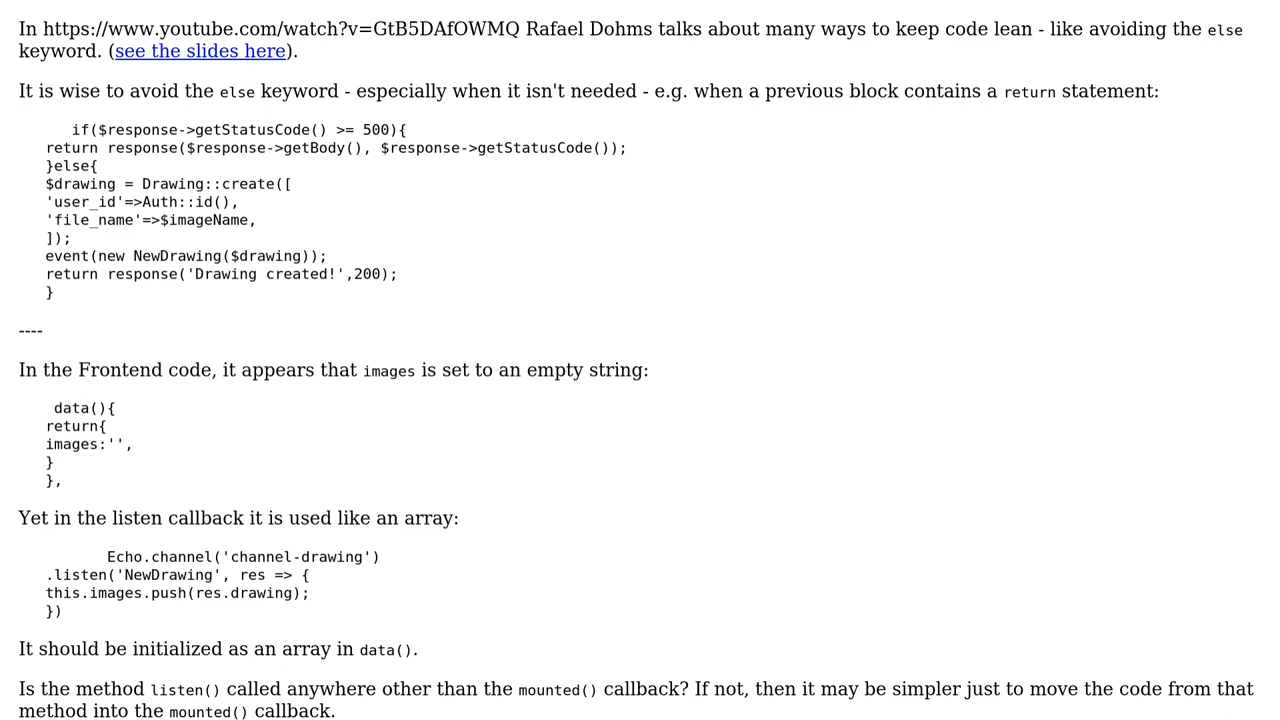 In https://www.youtube.com/watch?v=GtB5DAfOWMQ Rafael Dohms talks about many ways to keep code lean - like avoiding the else
keyword. (see the slides here).
It is wise to avoid the else keyword - especially when it isn't needed - e.g. when a previous block contains a return statement:
if($response->getStatusCode() >= 500){
return response($response->getBody(), $response->getStatusCode());
}else{
$drawing = Drawing::create([
'user_id'=>Auth::id(),
'file_name'=>$imageName,
]);
event(new NewDrawing($drawing));
return response('Drawing created!',200);
}
----
In the Frontend code, it appears that images is set to an empty string:
data(){
return{
images:'',
}
},
Yet in the listen callback it is used like an array:
Echo.channel('channel-drawing')
.listen('NewDrawing', res => {
this.images.push(res.drawing);
})
It should be initialized as an array in data().
Is the method listen() called anywhere other than the mounted() callback? If not, then it may be simpler just to move the code from that
method into the mounted() callback.